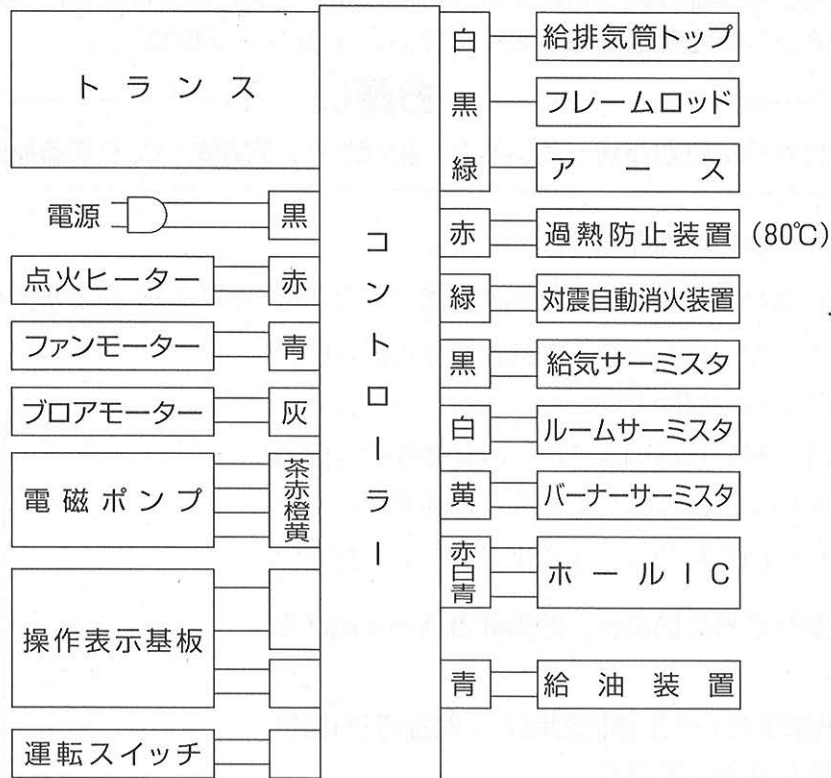 トランス
電源
黒
点火ヒーター
赤
ファンモーター
青
ブロアモーター
灰
電磁ポンプ
茶
赤
橙
黄
操作表示基板
運転スイッチ
コントローラー
白
給排気筒トップ
黒
フレームロッド
緑
アース
赤
過熱防止装置 (80℃)
緑
対震自動消火装置
黒
給気サーミスタ
白
ルームサーミスタ
黄
バーナーサーミスタ
赤
白
青
ホールIC
青
給油装置